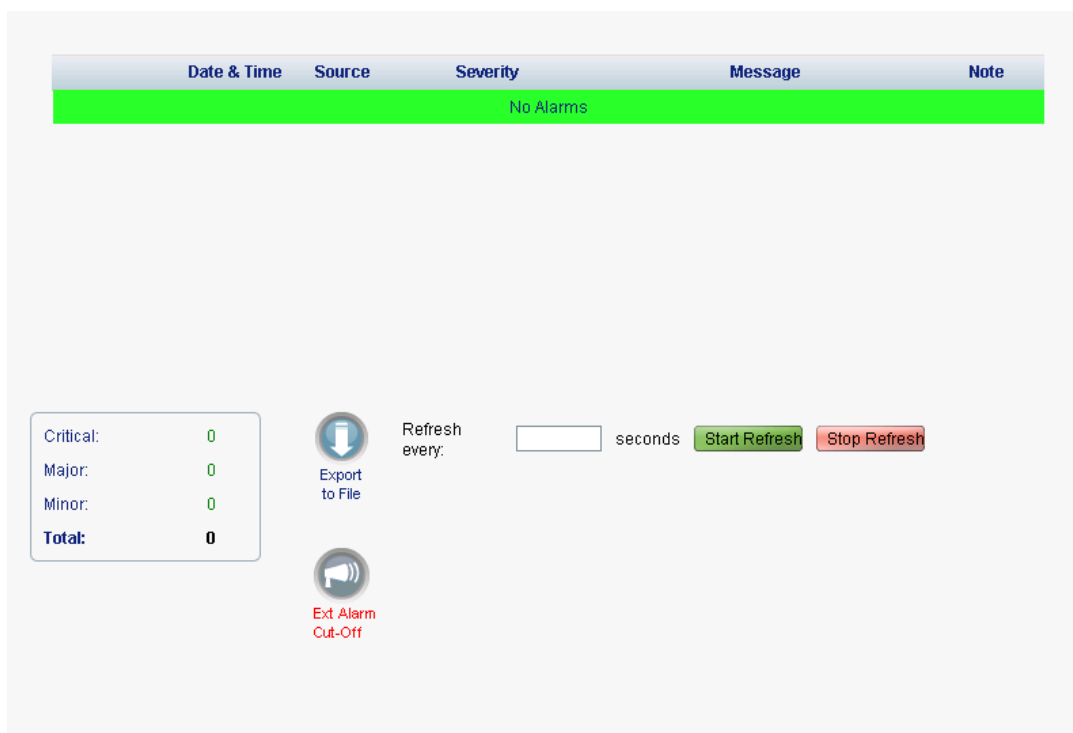 Date & Time Source Severity Message Note
No Alarms
Critical: 0
Major: 0
Minor: 0
Total: 0
Export
to File
Refresh
every:
seconds Start Refresh Stop Refresh
Ext Alarm
Cut-Off